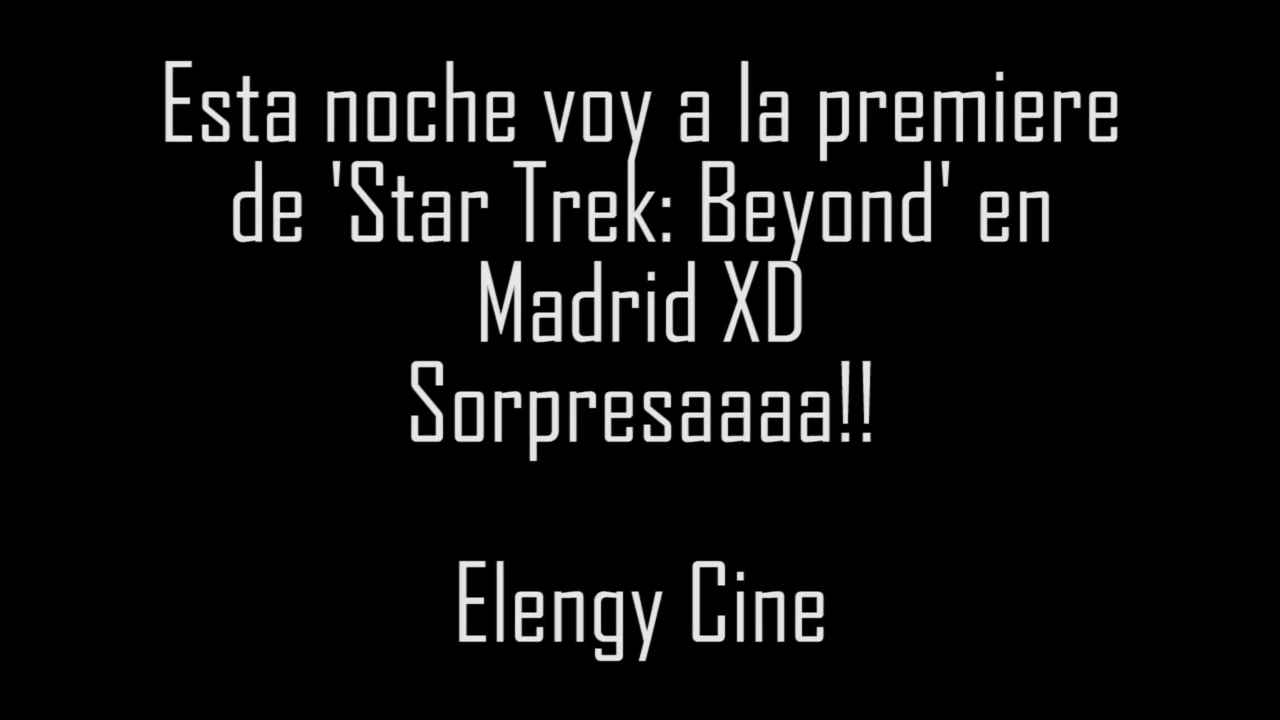 Esta noche voy a la premiere
de 'Star Trek: Beyond' en
Madrid XD
Sorpresaaaa!!
Elengy Cine